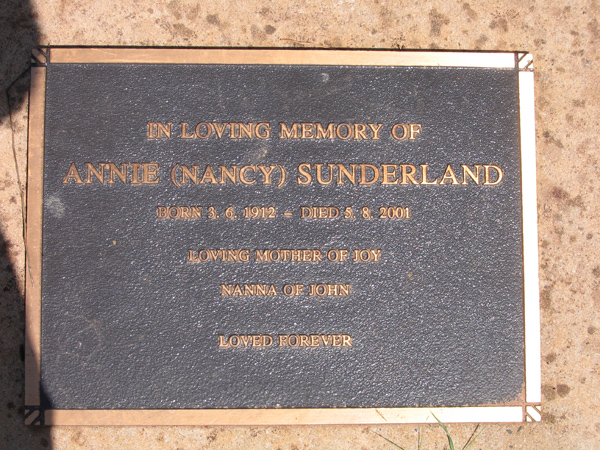 IN LOVING MEMORY OF
ANNIE (NANCY) SUNDERLAND
BORN 3. 6. 1912 – DIED 5. 8. 2001
LOVING MOTHER OF JOY
NANNA OF JOHN
LOVED FOREVER